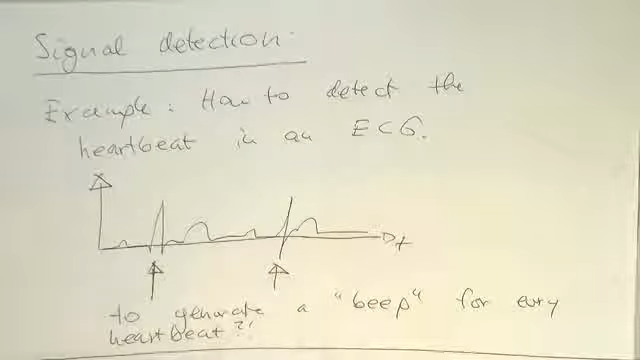 Signal detection.
Example: How to detect the
heartbeat in an ECG.
t
to generate a "beep" for every
heartbeat?!